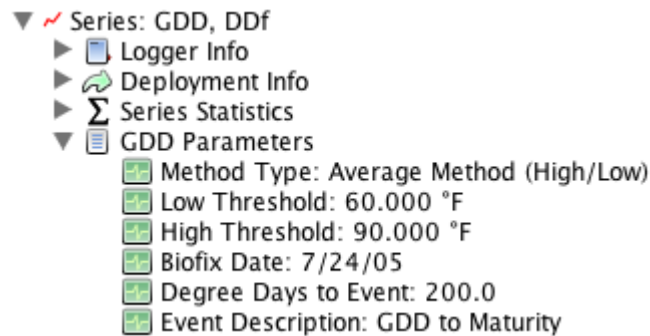 Series: GDD, DDf
Logger Info
Deployment Info
Series Statistics
GDD Parameters
Method Type: Average Method (High/Low)
Low Threshold: 60.000 °F
High Threshold: 90.000 °F
Biofix Date: 7/24/05
Degree Days to Event: 200.0
Event Description: GDD to Maturity